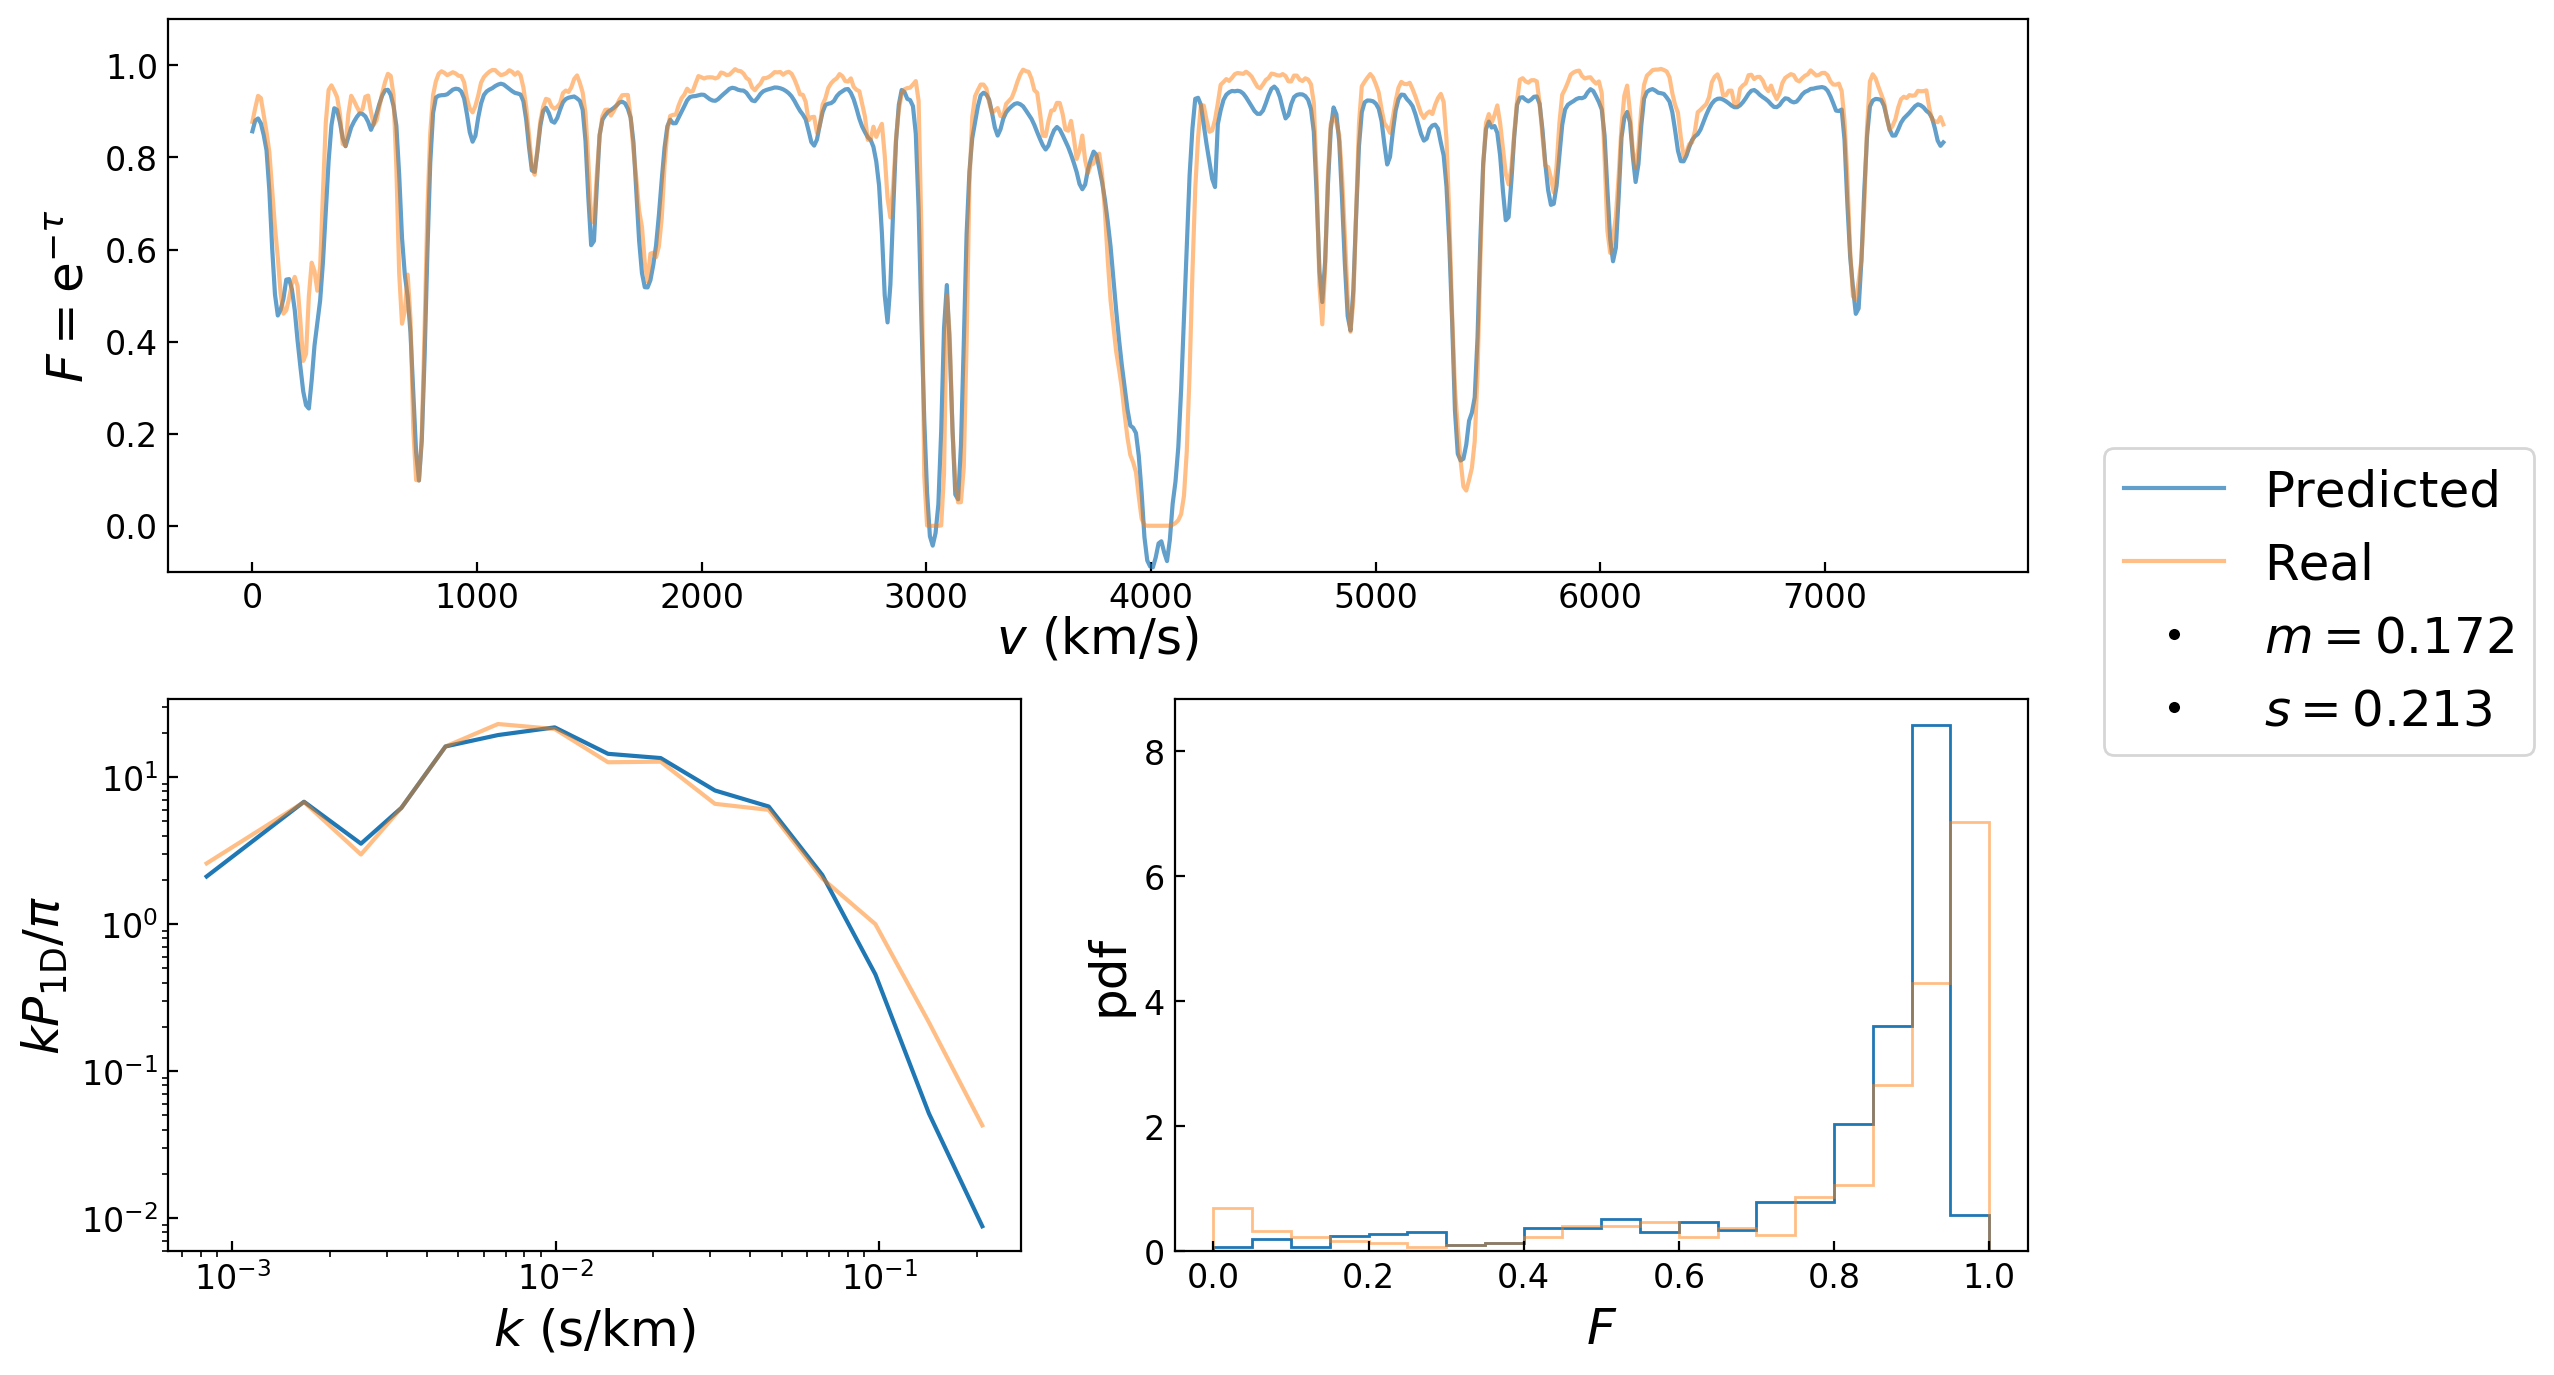 F = e^{-τ}
1.0
0.8
0.6
0.4
0.2
0.0
0 1000 2000 3000 4000 5000 6000 7000
v (km/s)
Predicted
Real
m = 0.172
s = 0.213
kP_{1D}/π
10^1
10^0
10^{-1}
10^{-2}
10^{-3} 10^{-2} 10^{-1}
k (s/km)
pdf
8
6
4
2
0
0.0 0.2 0.4 0.6 0.8 1.0
F